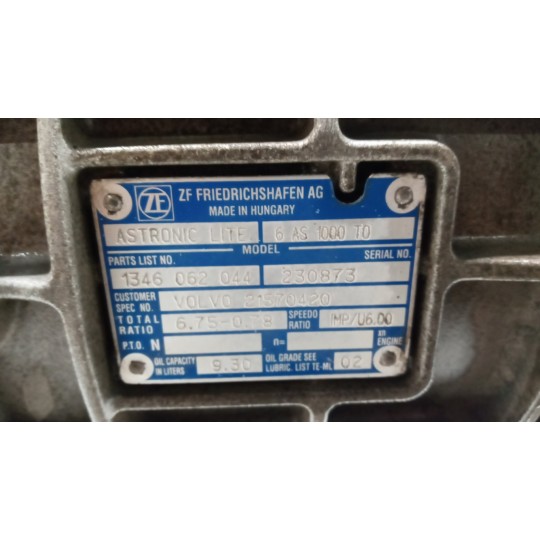 ZF
ZF FRIEDRICHSHAFEN AG
MADE IN HUNGARY
ASTRONIC LITE 6 AS 1000 TO
MODEL
PARTS LIST NO. SERIAL NO.
1346 062 044 230873
CUSTOMER SPEC NO. VOLVO 21570420
TOTAL RATIO 6.75-0.78 SPEEDO RATIO IMP/U6.00
P.T.O. N n= xn ENGINE
OIL CAPACITY IN LITERS 9.30 OIL GRADE SEE LUBRIC. LIST TE-ML 02